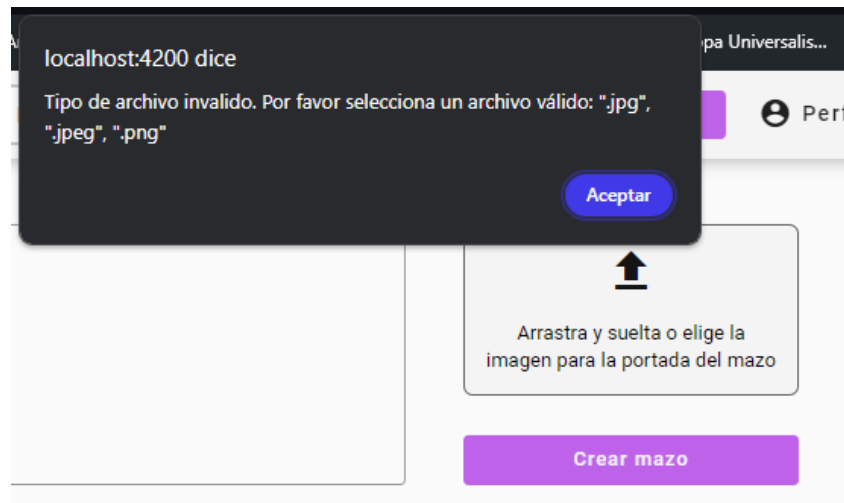 localhost:4200 dice
Tipo de archivo invalido. Por favor selecciona un archivo válido: ".jpg",
".jpeg", ".png"
Aceptar
Universalis...
Arrastra y suelta o elige la
imagen para la portada del mazo
Crear mazo